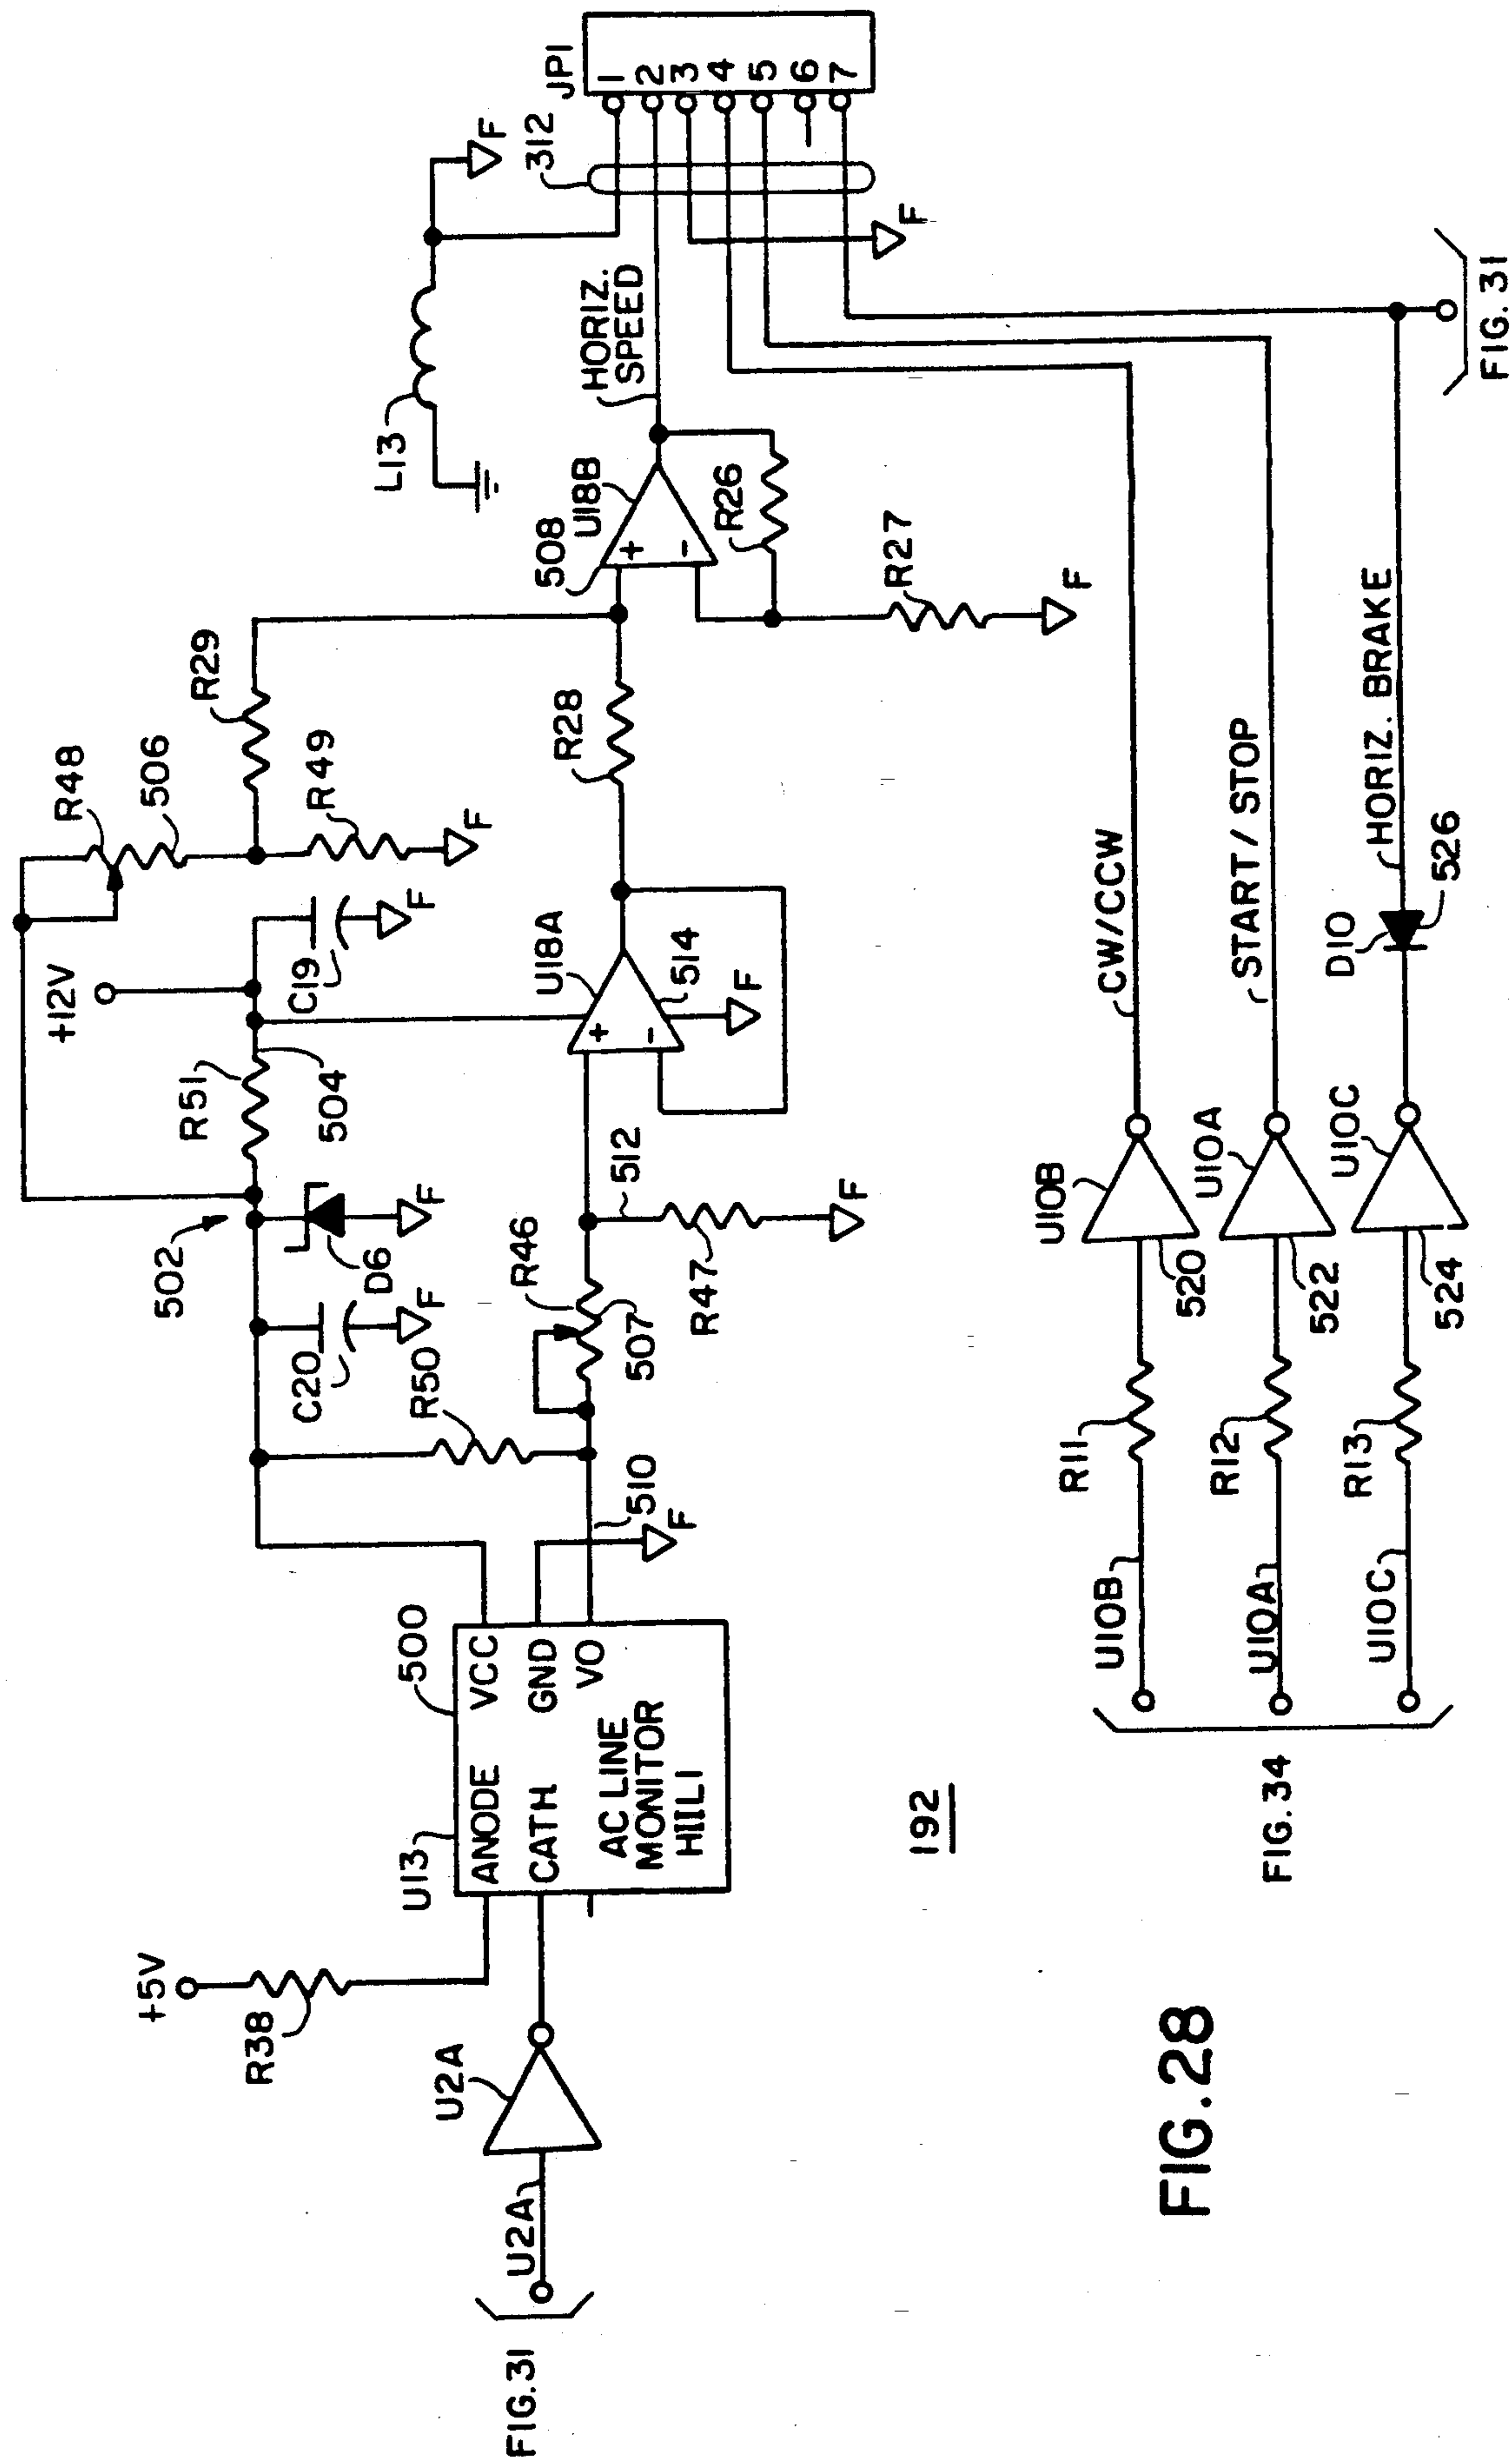 +12V
R48
506
R29
R49
F
R51
504
C19
F
502
D6
F
C20
F
R50
+5V
R38
U2A
U2A
FIG. 31
U13
500
ANODE
VCC
CATH
GND
VO
AC LINE
MONITOR
H11L1
510
F
R46
507
512
R47
F
U18A
+
-
514
F
R28
508
U18B
+
-
R26
R27
F
HORIZ.
SPEED
L13
F
312
F
JP1
1
2
3
4
5
6
7
U10B
R11
520
U10B
CW/CCW
U10A
R12
522
U10A
START/STOP
U10C
R13
524
U10C
D10
526
HORIZ. BRAKE
FIG. 34
FIG. 31
192
FIG. 28